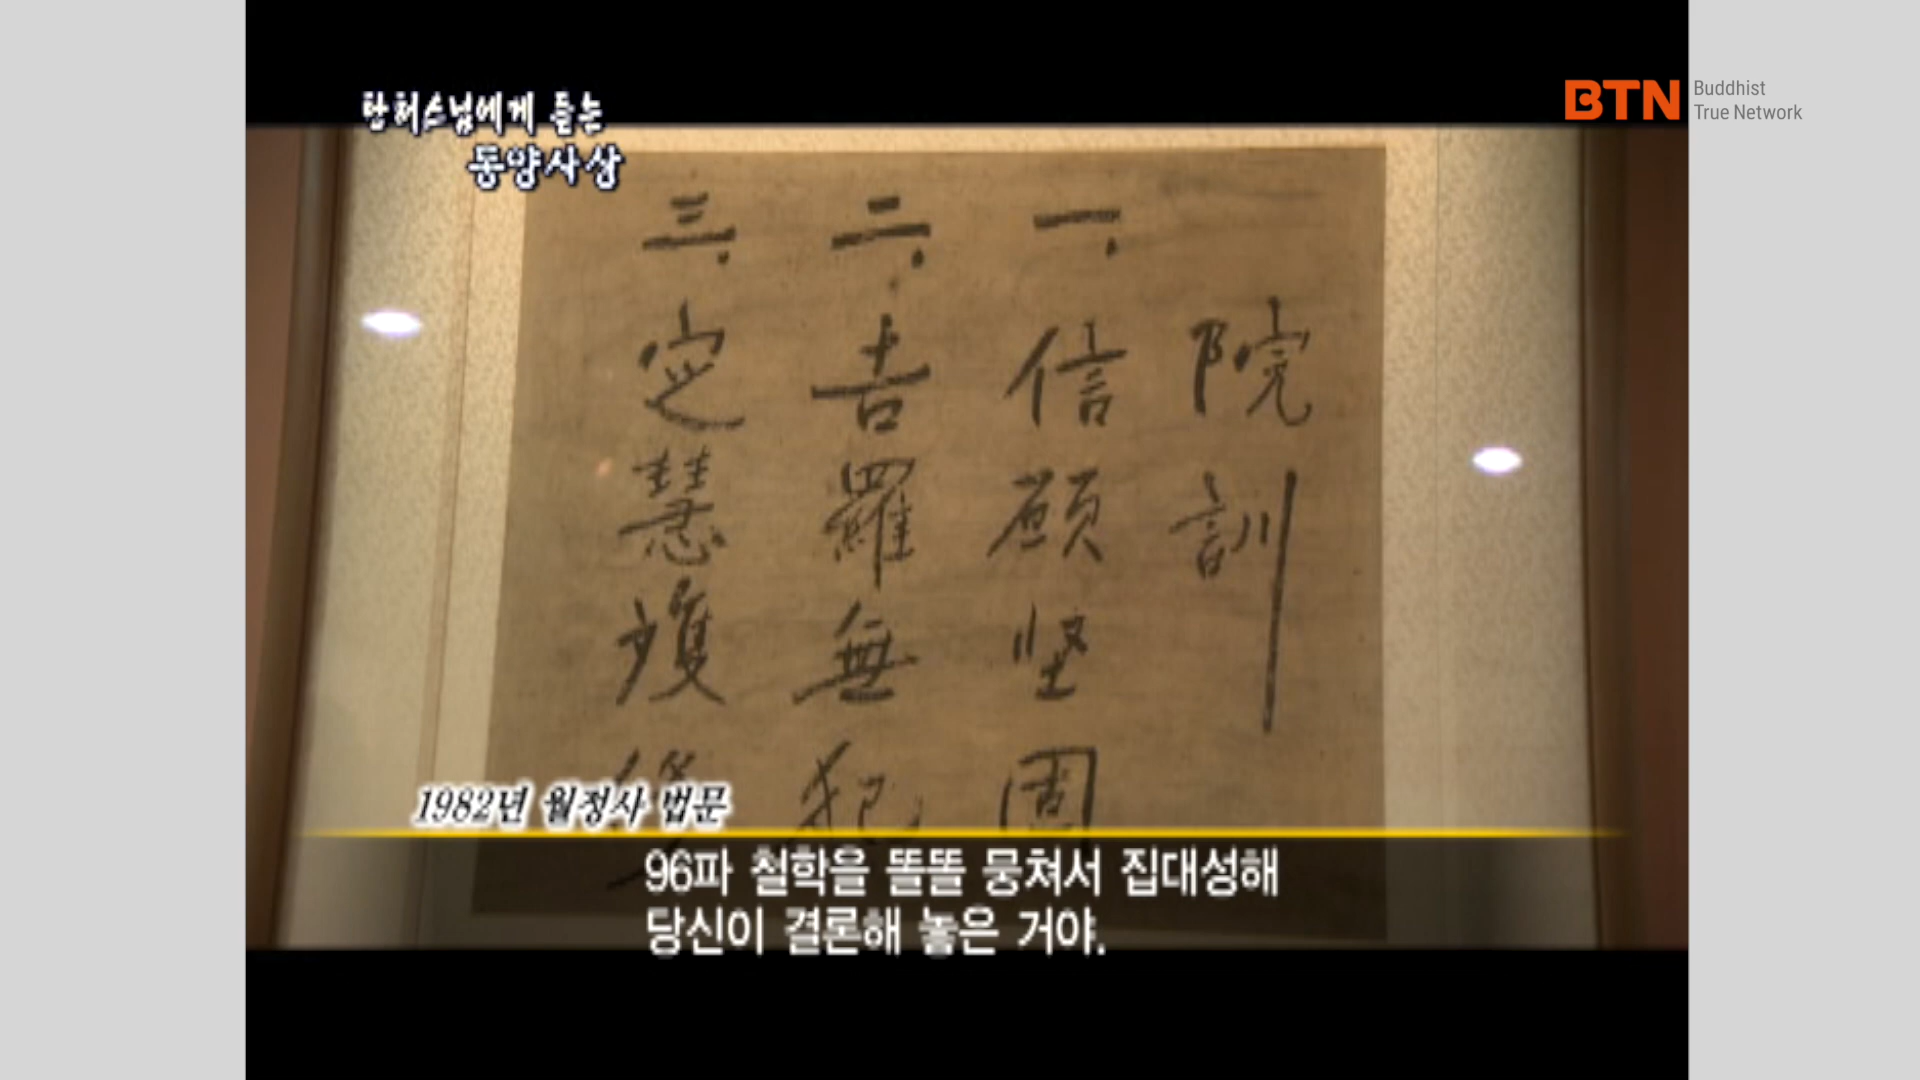 탄허스님에게 듣는
동양사상
BTN
Buddhist
True Network
院訓
一、信願堅固
二、吉羅無犯
三、定慧雙修
1982년 월정사 법문
96파 철학을 똘똘 뭉쳐서 집대성해
당신이 결론해 놓은 거야.